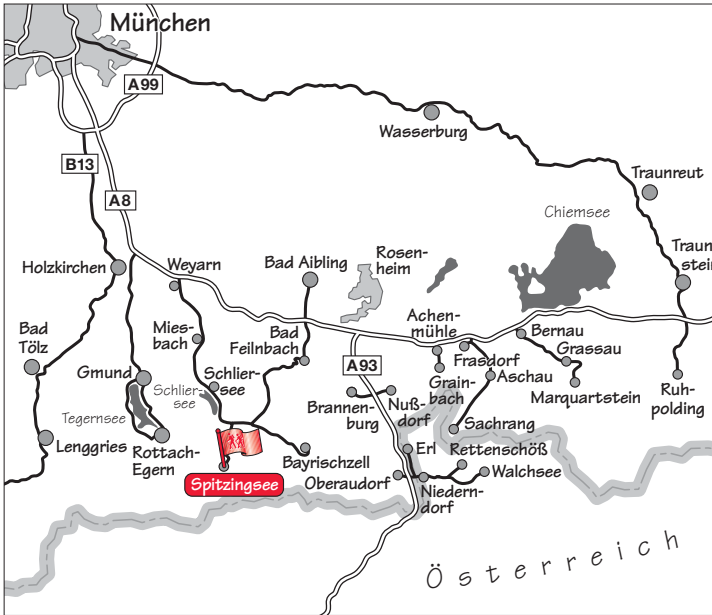 München
A99
Wasserburg
B13
Traunreut
A8
Chiemsee
Traun
stein
Holzkirchen
Weyarn
Bad Aibling
Rosen-
heim
Bad
Tölz
Mies-
bach
Bad
Feilnbach
Achen-
mühle
Bernau
A93
Frasdorf
Grassau
Gmund
Schlier-
see
Schlier-
see
Grain-
bach
Aschau
Marquartstein
Ruh-
polding
Tegernsee
Brannen-
burg
Nuß-
dorf
Sachrang
Lenggries
Rottach-
Egern
Erl
Rettenschöß
Bayrischzell
Walchsee
Oberaudorf
Spitzingsee
Niedern-
dorf
Österreich